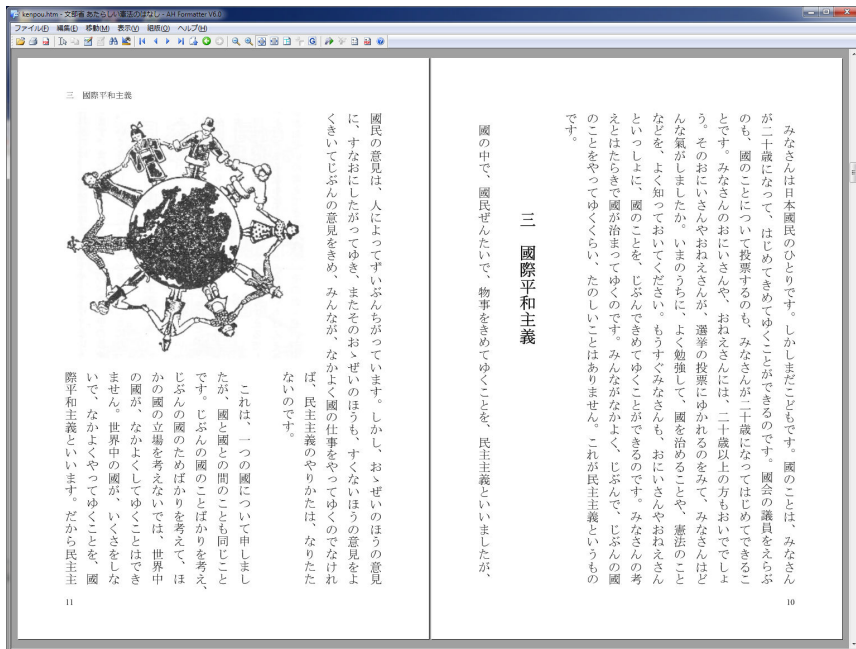 kenpou.htm - 文部省 あたらしい憲法のはなし - AH Formatter V6.0
ファイル(F) 編集(E) 移動(M) 表示(V) 組版(O) ヘルプ(H)
みなさんは日本國民のひとりです。しかしまだこどもです。國のことは、みなさん
が二十歳になって、はじめてきめてゆくことができるのです。國会の議員をえらぶ
のも、國のことについて投票するのも、みなさんが二十歳になってはじめてできるこ
とです。みなさんのおにいさんや、おねえさんには、二十歳以上の方もおいででしょ
う。そのおにいさんやおねえさんが、選挙の投票にゆかれるのをみて、みなさんはど
んな氣がしましたか。いまのうちに、よく勉強して、國を治めることや、憲法のこと
などを、よく知っておいてください。もうすぐみなさんも、おにいさんやおねえさん
といっしょに、國のことを、じぶんできめてゆくことができるのです。みなさんの考
えとはたらきで國が治まってゆくのです。みんながなかよく、じぶんで、じぶんの國
のことをやってゆくくらい、たのしいことはありません。これが民主主義というもの
です。
三 國際平和主義
國の中で、國民ぜんたいで、物事をきめてゆくことを、民主主義といいましたが、
10
三 國際平和主義
國民の意見は、人によってずいぶんちがっています。しかし、おゝぜいのほうの意見
に、すなおにしたがってゆき、またそのおゝぜいのほうも、すくないほうの意見をよ
くきいてじぶんの意見をきめ、みんなが、なかよく國の仕事をやってゆくのでなけれ
ば、民主主義のやりかたは、なりたた
ないのです。
これは、一つの國について申しまし
たが、國と國との間のことも同じこと
です。じぶんの國のことばかりを考え、
じぶんの國のためばかりを考えて、ほ
かの國の立場を考えないでは、世界中
の國が、なかよくしてゆくことはでき
ません。世界中の國が、いくさをしな
いで、なかよくやってゆくことを、國
際平和主義といいます。だから民主主
11